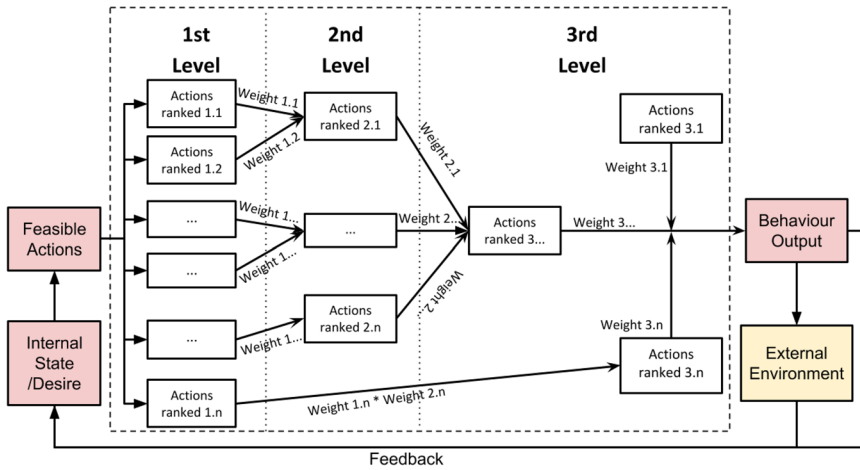 1st
Level
2nd
Level
3rd
Level
Actions
ranked 1.1
Weight 1.1
Actions
ranked 2.1
Actions
ranked 3.1
Actions
ranked 1.2
Weight 1.2
Weight 2.1
Weight 3.1
Feasible
Actions
...
Weight 1...
...
Weight 2...
Actions
ranked 3...
Weight 3...
Behaviour
Output
...
Weight 1...
Weight 2...
Internal
State
/Desire
...
Weight 1...
Actions
ranked 2.n
Weight 3.n
Actions
ranked 3.n
External
Environment
Actions
ranked 1.n
Weight 1.n * Weight 2.n
Feedback